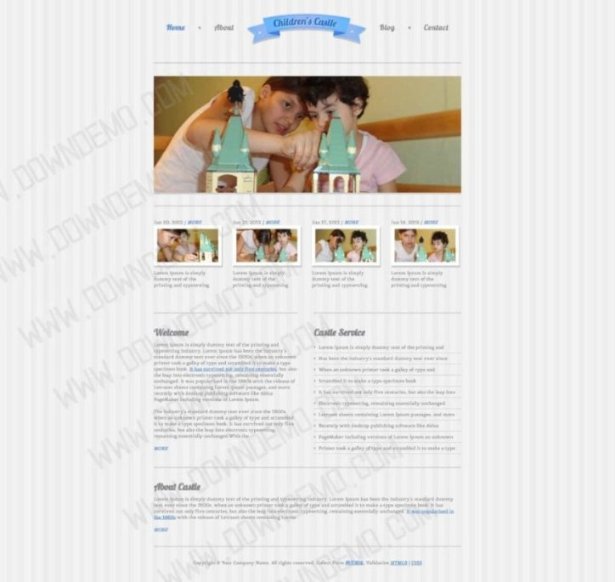 Home + About Children's Castle Blog + Contact
Jan 20, 2012 / MORE
Jan 17, 2012 / MORE
Jan 14, 2012 / MORE
Lorem Ipsum is simply
dummy text of the
printing and typesetting
Lorem Ipsum is simply
dummy text of the
printing and typesetting
Lorem Ipsum is simply
dummy text of the
printing and typesetting
Lorem Ipsum is simply
dummy text of the
printing and typesetting
Welcome
Lorem Ipsum is simply dummy text of the printing and
typesetting industry. Lorem Ipsum has been the industry's
standard dummy text ever since the 1500s, when an unknown
printer took a galley of type and scrambled it to make a type
specimen book. It has survived not only five centuries, but also
the leap into electronic typesetting, remaining essentially
unchanged. It was popularised in the 1960s with the release of
Letraset sheets containing Lorem Ipsum passages, and more
recently with desktop publishing software like Aldus
PageMaker including versions of Lorem Ipsum.
The industry's standard dummy text ever since the 1500s,
when an unknown printer took a galley of type and scrambled
it to make a type specimen book. It has survived not only five
centuries, but also the leap into electronic typesetting,
remaining essentially unchanged.
MORE
Castle Service
Lorem Ipsum is simply dummy text of the printing and
Has been the industry's standard dummy text ever since
When an unknown printer took a galley of type and
Scrambled it to make a type specimen book
It has survived not only five centuries, but also the leap into
Electronic typesetting, remaining essentially unchanged
Letraset sheets containing Lorem Ipsum passages, and more
Recently with desktop publishing software like Aldus
PageMaker including versions of Lorem Ipsum an unknown
Printer took a galley of type and scrambled it to make a type
About Castle
Lorem Ipsum is simply dummy text of the printing and typesetting industry. Lorem Ipsum has been the industry's standard dummy text
ever since the 1500s, when an unknown printer took a galley of type and scrambled it to make a type specimen book. It has
survived not only five centuries, but also the leap into electronic typesetting, remaining essentially unchanged. It was popularised in
the 1960s with the release of Letraset sheets containing Lorem
MORE
Copyright © Your Company Name. All rights reserved. Validation HTML5 | CSS
WWW.DOWNDEMO.COM
WWW.DOWNDEMO.COM
WWW.DOWNDEMO.COM